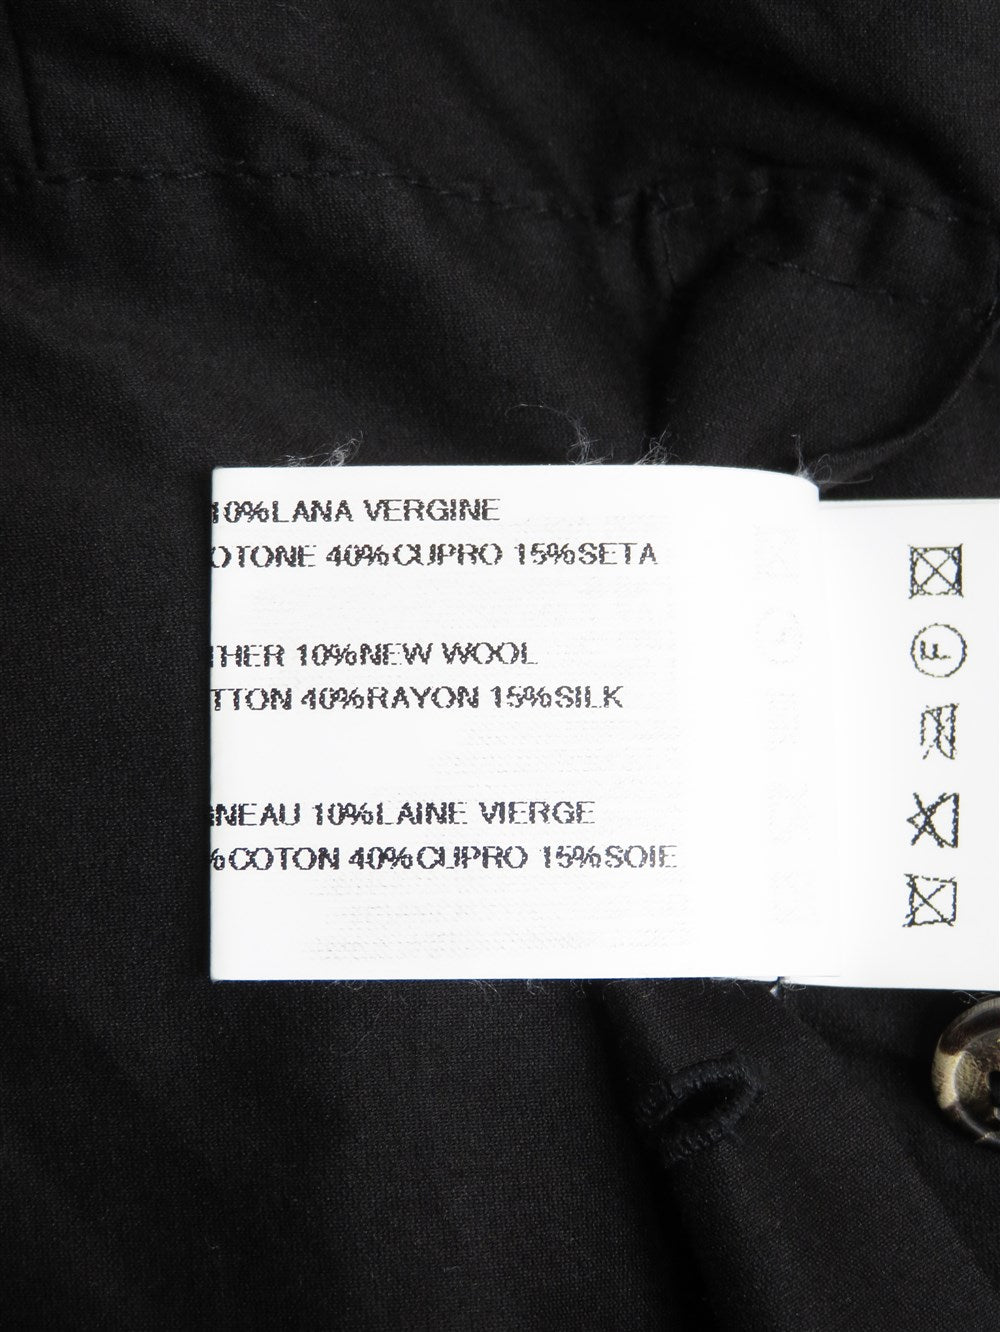 10%LANA VERGINE
OTONE 40%CUPRO 15%SETA
THER 10%NEW WOOL
TTON 40%RAYON 15%SILK
NEAU 10%LAINE VIERGE
%COTON 40%CUPRO 15%SOIE
F